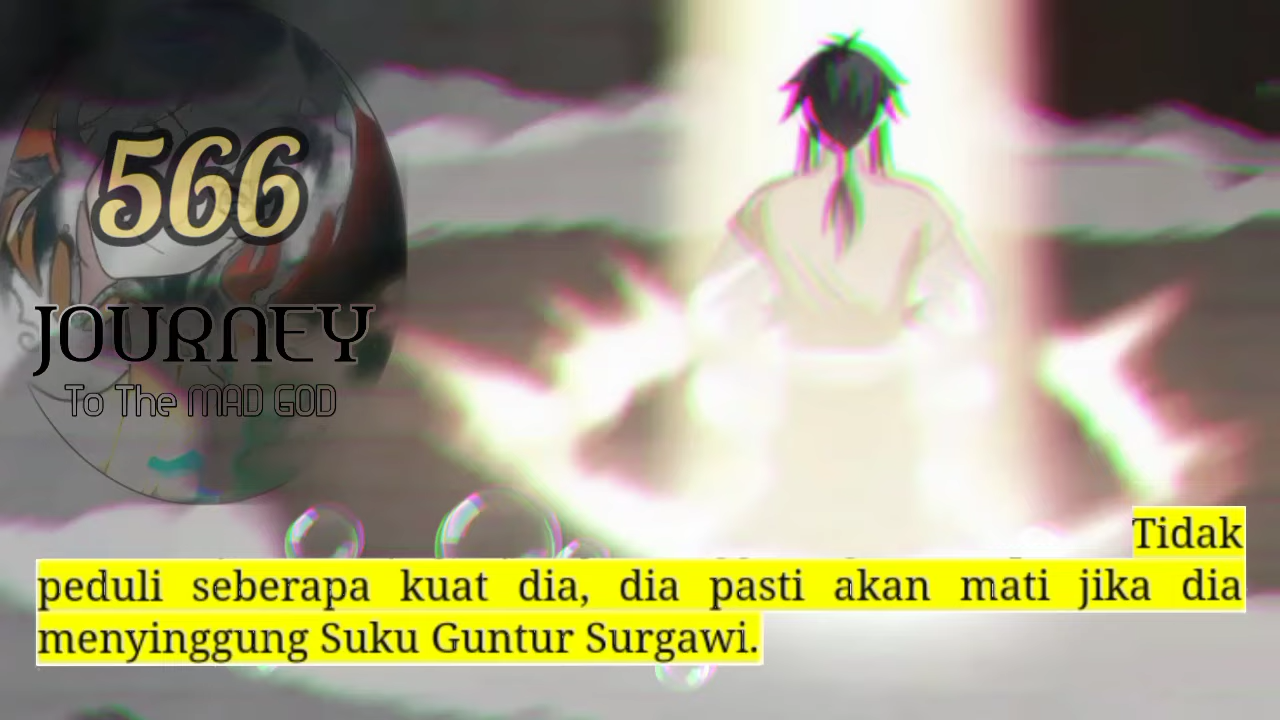 566
JOURNEY
To The MAD GOD
Tidak
peduli seberapa kuat dia, dia pasti akan mati jika dia
menyinggung Suku Guntur Surgawi.